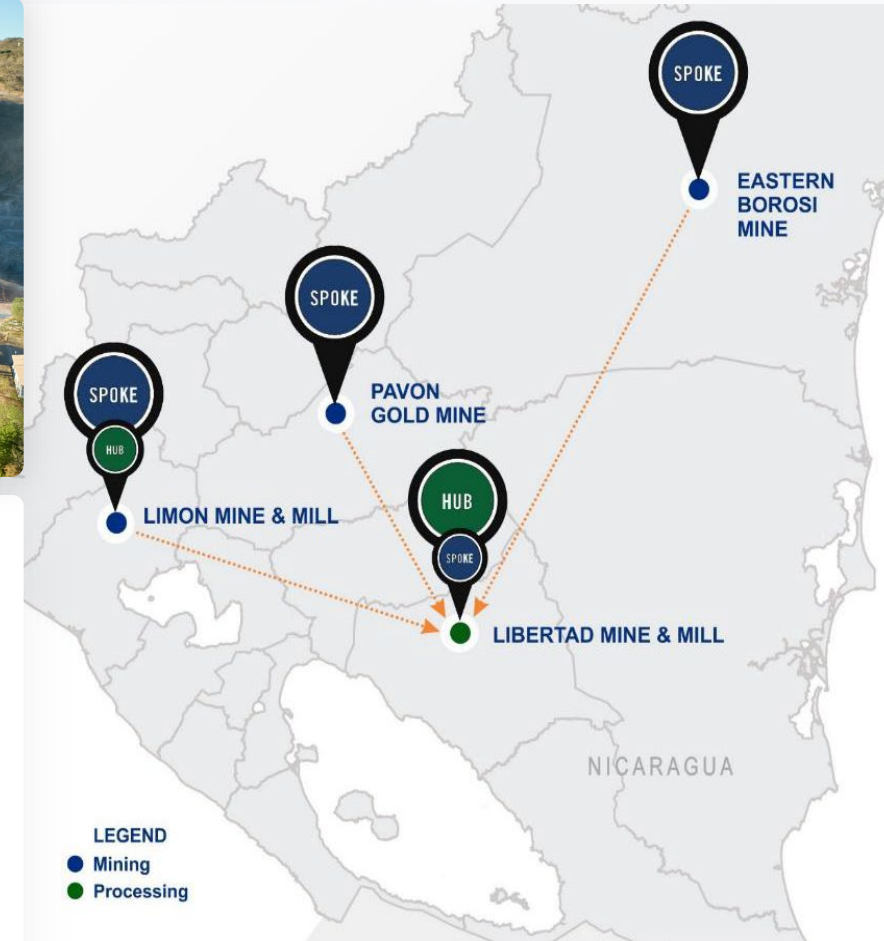 SPOKE
EASTERN
BOROSI
MINE
SPOKE
PAVON
GOLD MINE
SPOKE
HUB
LIMON MINE & MILL
HUB
SPOKE
LIBERTAD MINE & MILL
NICARAGUA
LEGEND
Mining
Processing